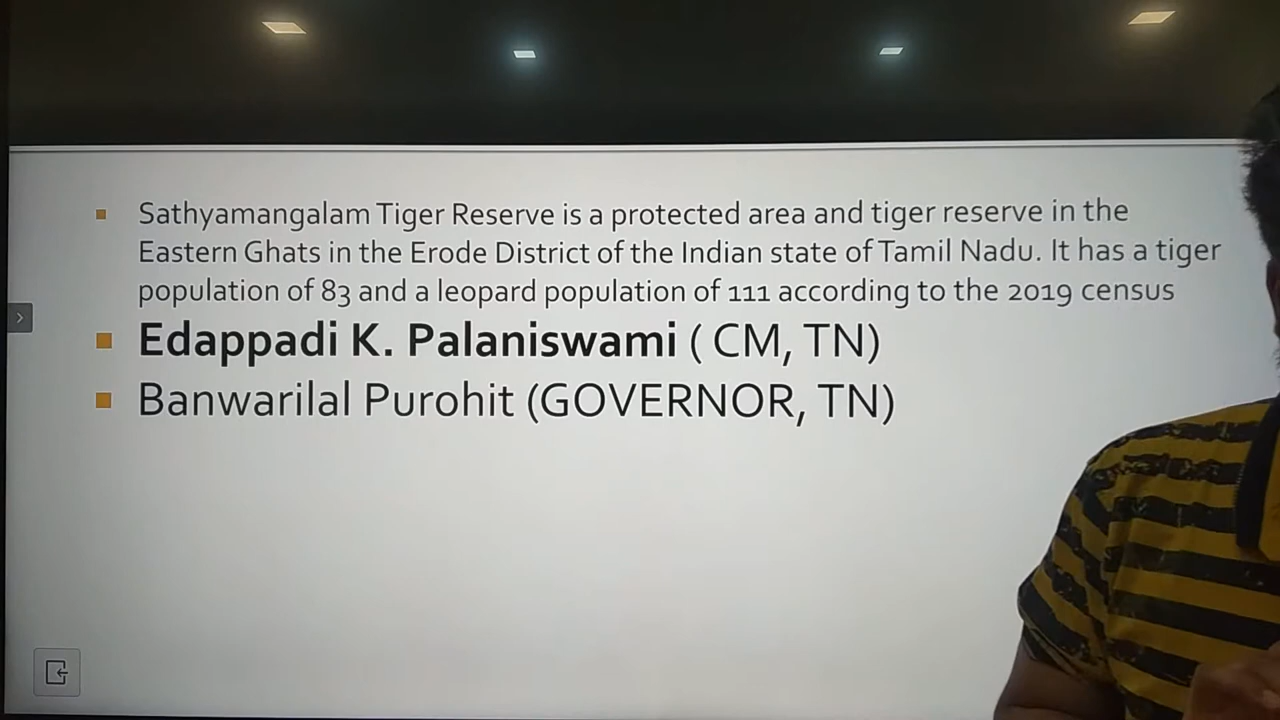 Sathyamangalam Tiger Reserve is a protected area and tiger reserve in the
Eastern Ghats in the Erode District of the Indian state of Tamil Nadu. It has a tiger
population of 83 and a leopard population of 111 according to the 2019 census
Edappadi K. Palaniswami ( CM, TN)
Banwarilal Purohit (GOVERNOR, TN)